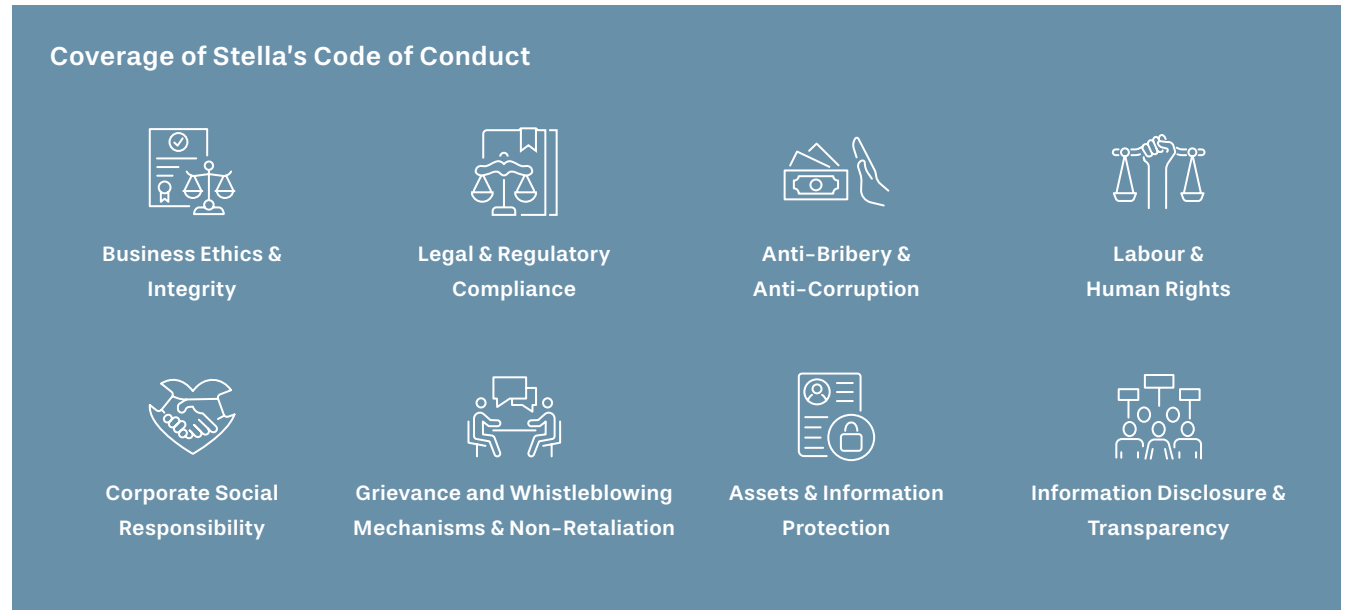 Coverage of Stella's Code of Conduct
Business Ethics &
Integrity
Legal & Regulatory
Compliance
Anti-Bribery &
Anti-Corruption
Labour &
Human Rights
Corporate Social
Responsibility
Grievance and Whistleblowing
Mechanisms & Non-Retaliation
Assets & Information
Protection
Information Disclosure &
Transparency